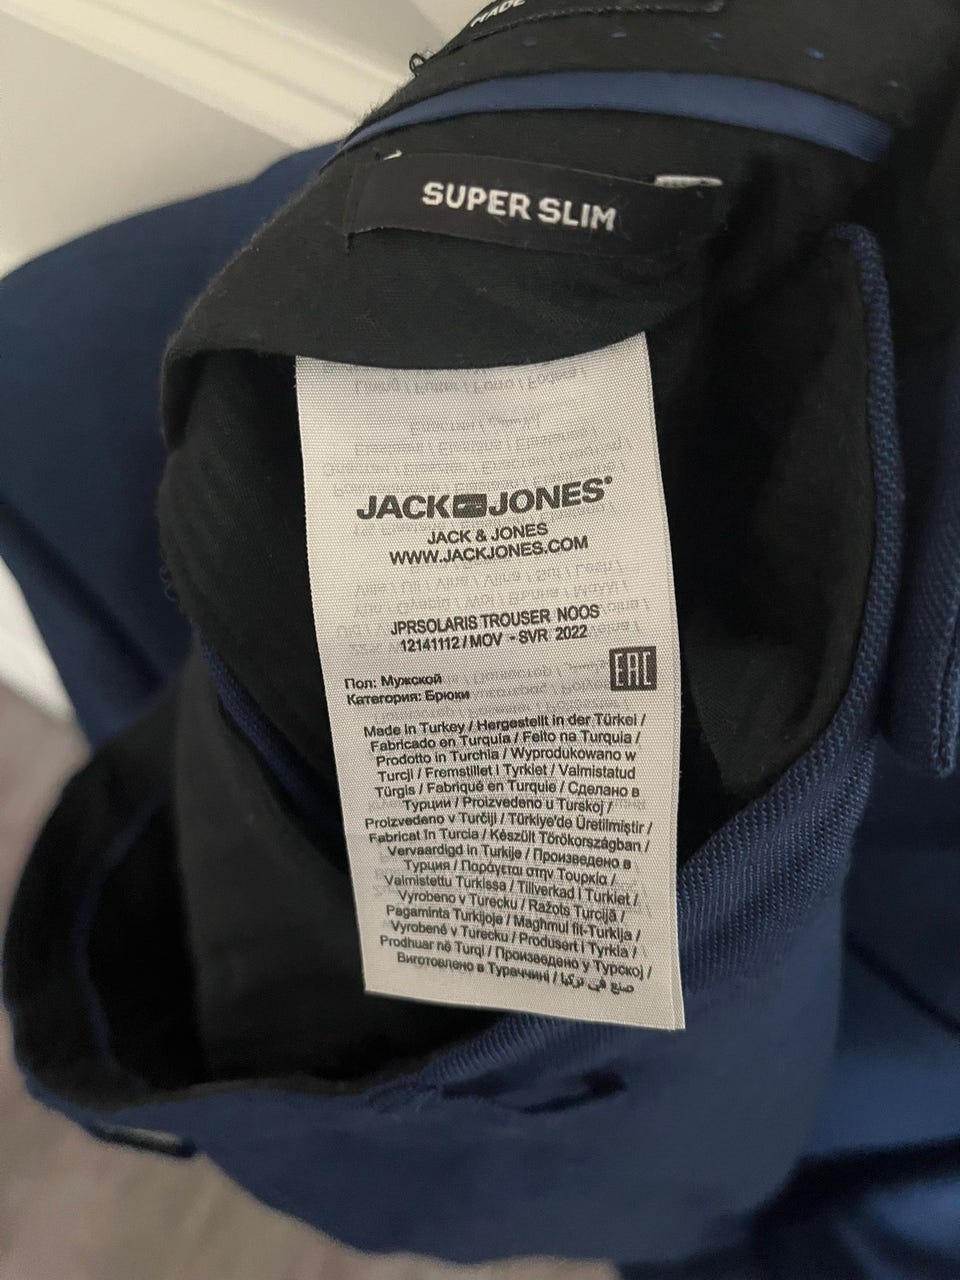 MADE
SUPER SLIM
JACK JONES
JACK & JONES
WWW.JACKJONES.COM
JPRSOLARIS TROUSER NOOS
12141112 / MOV - SVR 2022
EAC
Пол: Мужской
Категория: Брюки
Made in Turkey / Hergestellt in der Türkei /
Fabricado en Turquía / Feito na Turquia /
Prodotto in Turchia / Wyprodukowano w
Turcji / Fremstillet i Tyrkiet / Valmistatud
Türgis / Fabriqué en Turquie / Сделано в
Турции / Proizvedeno u Turskoj /
Proizvedeno v Turčiji / Türkiye'de Üretilmiştir /
Fabricat în Turcia / Készült Törökországban /
Vervaardigd in Turkije / Произведено в
Турция / Παράγεται στην Τουρκία /
Valmistettu Turkissa / Tillverkad i Turkiet /
Vyrobeno v Turecku / Ražots Turcijā /
Pagaminta Turkijoje / Maghmul fit-Turkija /
Vyrobené v Turecku / Produsert i Tyrkia /
Prodhuar në Turqi / Произведено у Турској /
Виготовлено в Туреччині / صنع في تركيا